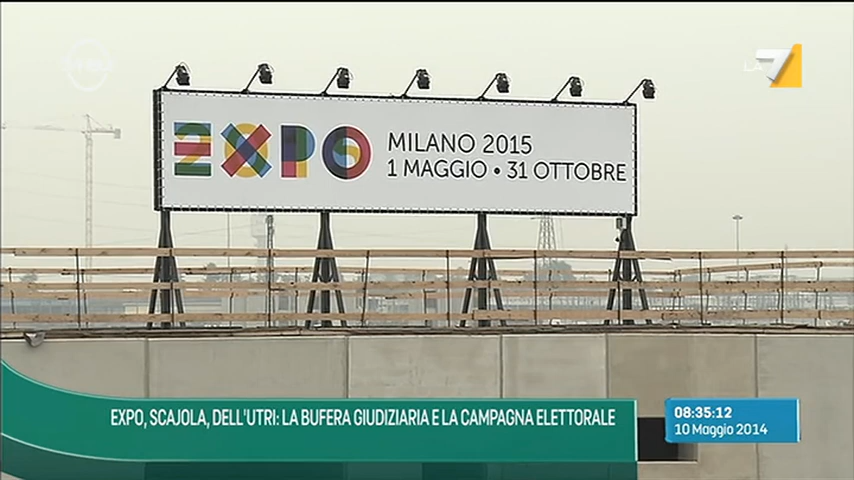 LA 7
EXPO
MILANO 2015
1 MAGGIO • 31 OTTOBRE
EXPO, SCAJOLA, DELL'UTRI: LA BUFERA GIUDIZIARIA E LA CAMPAGNA ELETTORALE
08:35:12
10 Maggio 2014